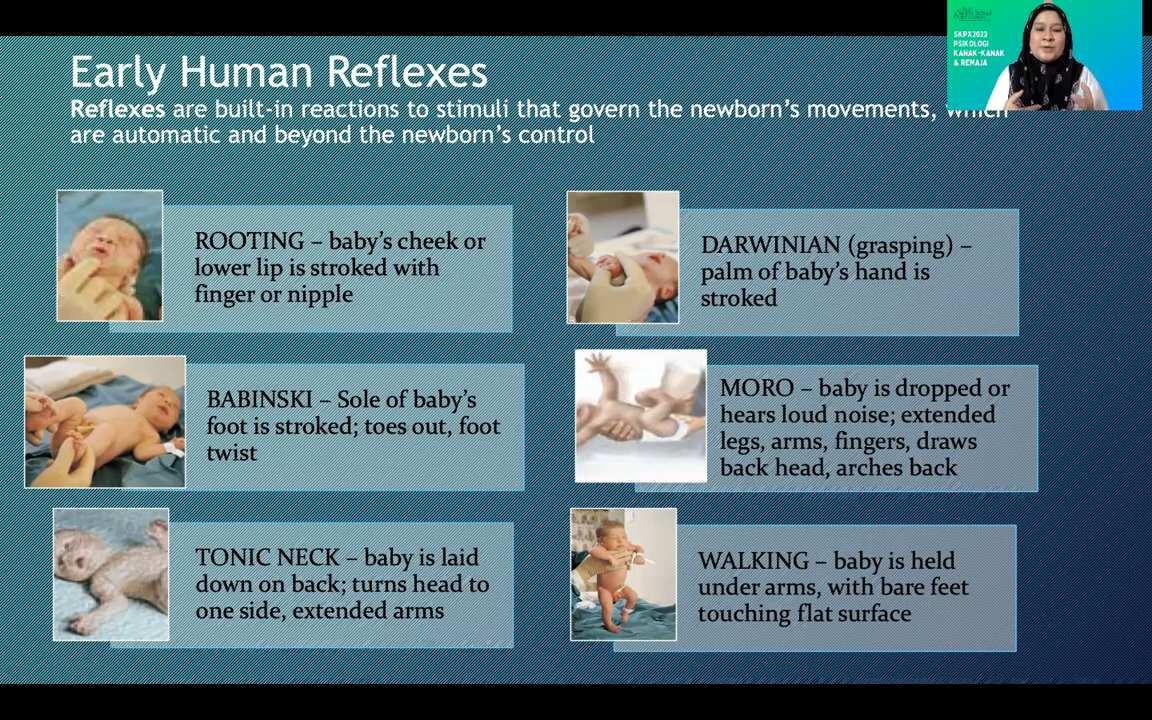 Early Human Reflexes
Reflexes are built-in reactions to stimuli that govern the newborn's movements, which
are automatic and beyond the newborn's control
SKPX2023
PSIKOLOGI
KANAK-KANAK
& REMAJA
ROOTING – baby's cheek or
lower lip is stroked with
finger or nipple
DARWINIAN (grasping) –
palm of baby's hand is
stroked
BABINSKI – Sole of baby's
foot is stroked; toes out, foot
twist
MORO – baby is dropped or
hears loud noise; extended
legs, arms, fingers, draws
back head, arches back
TONIC NECK – baby is laid
down on back; turns head to
one side, extended arms
WALKING – baby is held
under arms, with bare feet
touching flat surface